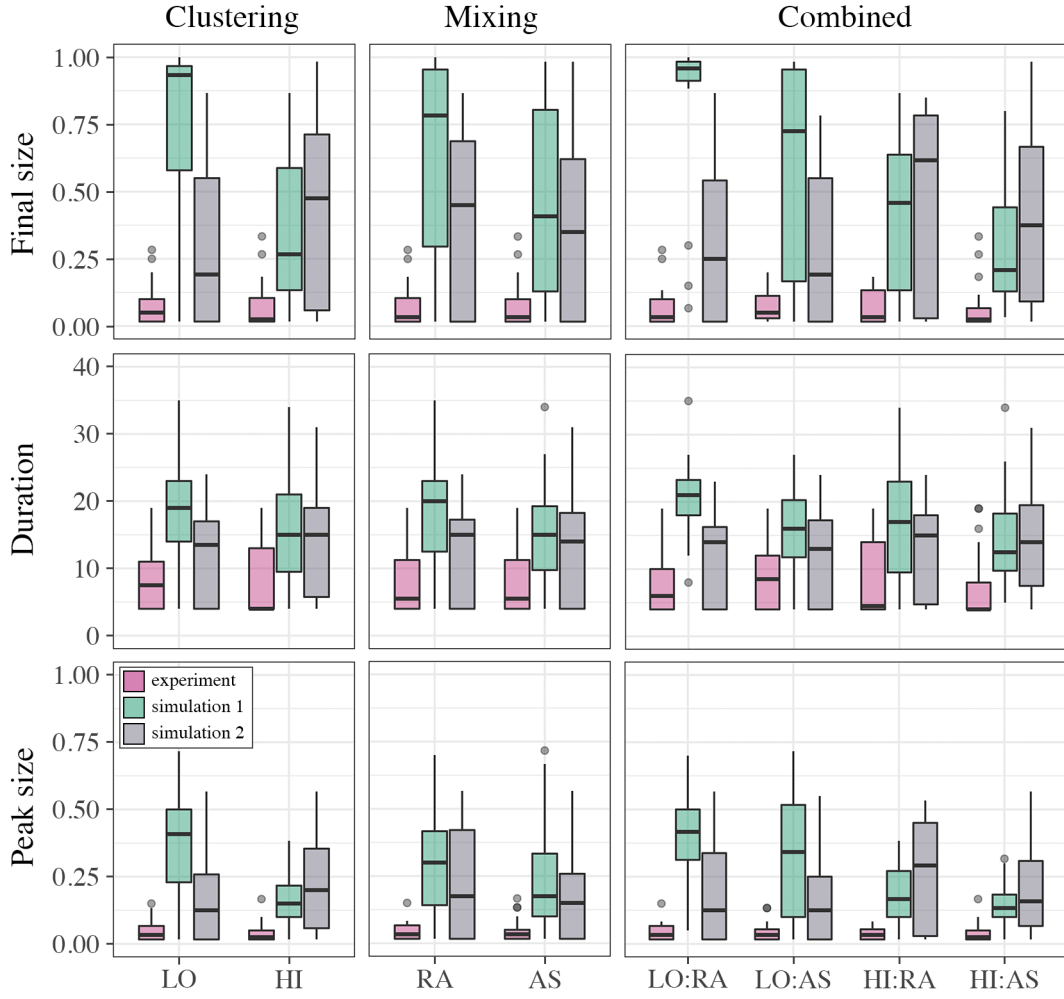 Clustering Mixing Combined
Final size
1.00
0.75
0.50
0.25
0.00
Duration
40
30
20
10
0
Peak size
1.00
0.75
0.50
0.25
0.00
experiment
simulation 1
simulation 2
LO HI RA AS LO:RA LO:AS HI:RA HI:AS